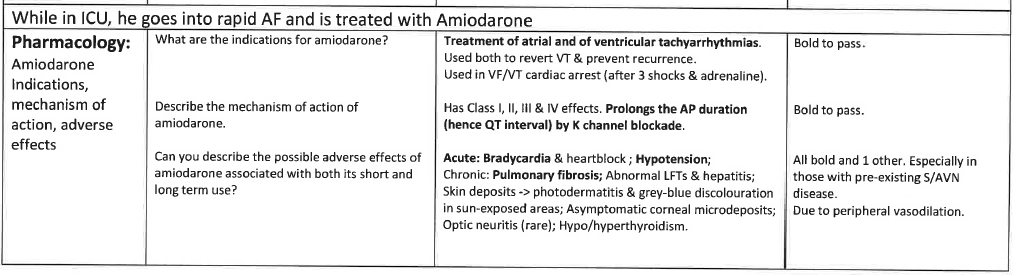 While in ICU, he goes into rapid AF and is treated with Amiodarone
Pharmacology:
Amiodarone
Indications,
mechanism of
action, adverse
effects
What are the indications for amiodarone?
Treatment of atrial and of ventricular tachyarrhythmias.
Used both to revert VT & prevent recurrence.
Used in VF/VT cardiac arrest (after 3 shocks & adrenaline).
Bold to pass.
Describe the mechanism of action of
amiodarone.
Has Class I, II, III & IV effects. Prolongs the AP duration
(hence QT interval) by K channel blockade.
Bold to pass.
Can you describe the possible adverse effects of
amiodarone associated with both its short and
long term use?
Acute: Bradycardia & heartblock ; Hypotension;
Chronic: Pulmonary fibrosis; Abnormal LFTs & hepatitis;
Skin deposits -> photodermatitis & grey-blue discolouration
in sun-exposed areas; Asymptomatic corneal microdeposits;
Optic neuritis (rare); Hypo/hyperthyroidism.
All bold and 1 other. Especially in
those with pre-existing S/AVN
disease.
Due to peripheral vasodilation.